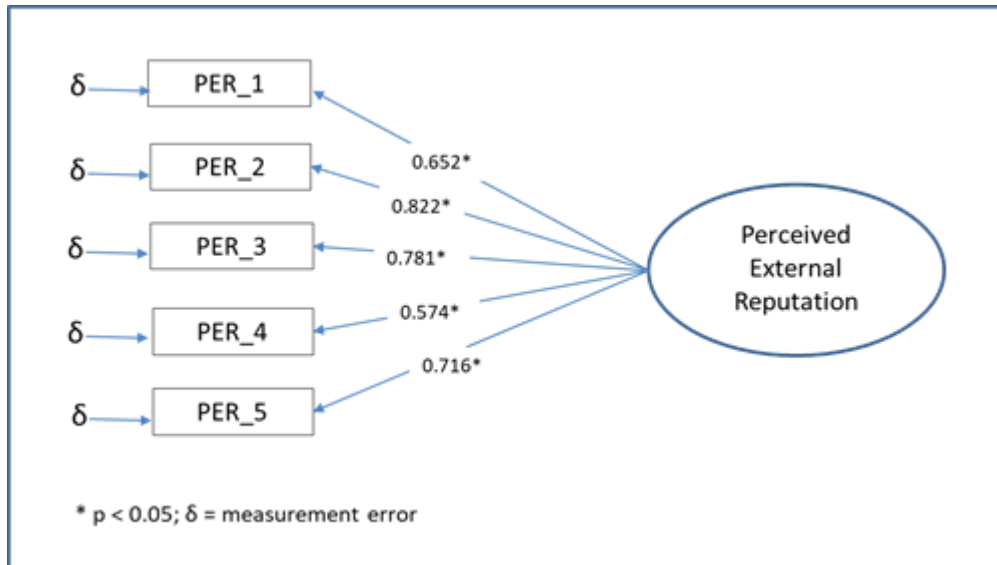 δ
PER_1
0.652*
δ
PER_2
0.822*
δ
PER_3
0.781*
δ
PER_4
0.574*
δ
PER_5
0.716*
Perceived
External
Reputation
* p < 0.05; δ = measurement error